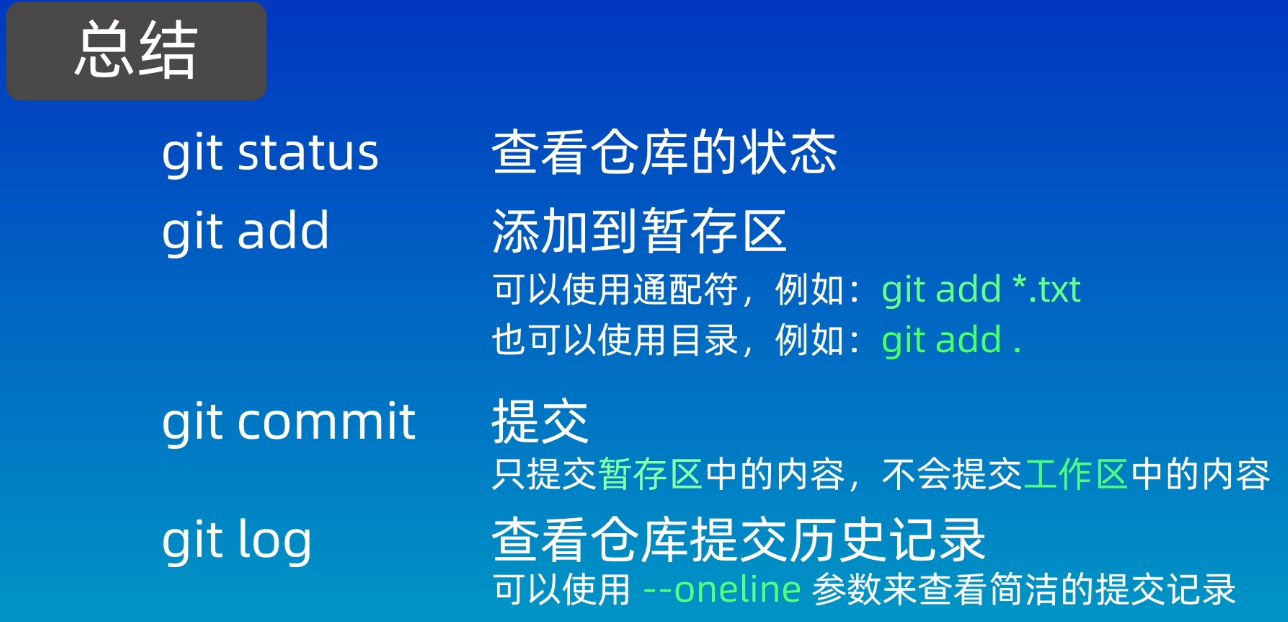 总结
git status 查看仓库的状态
git add 添加到暂存区
可以使用通配符，例如：git add *.txt
也可以使用目录，例如：git add .
git commit 提交
只提交暂存区中的内容，不会提交工作区中的内容
git log 查看仓库提交历史记录
可以使用 --oneline 参数来查看简洁的提交记录